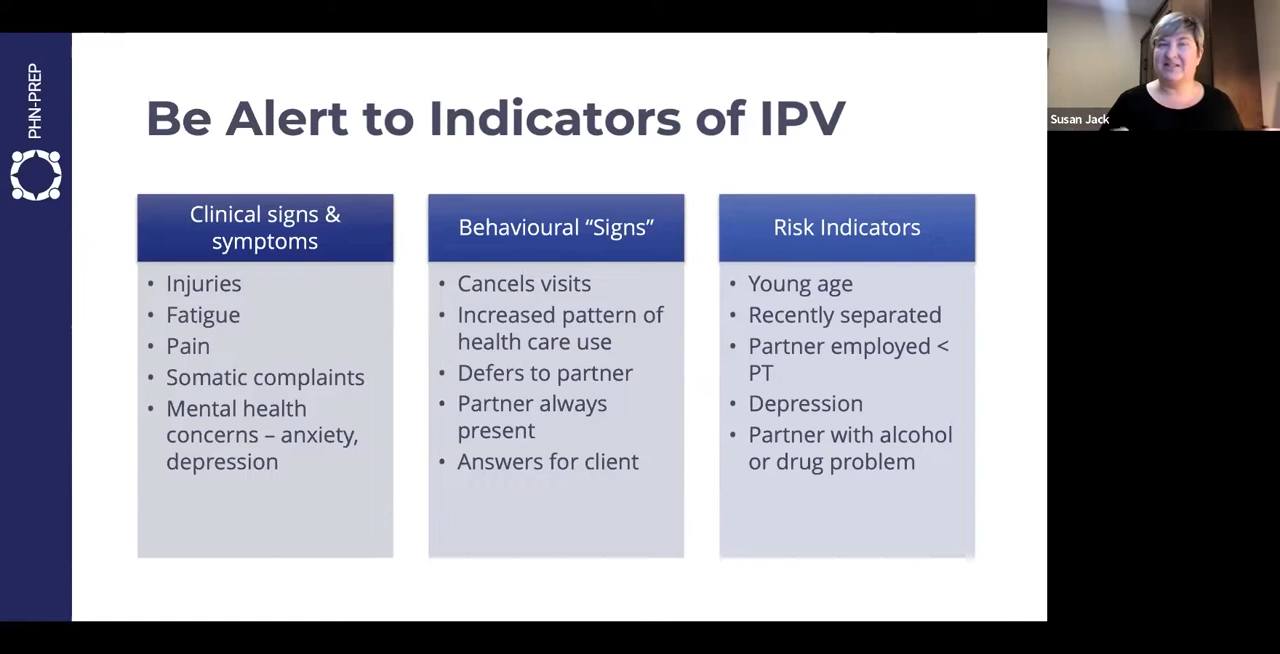 PHN-PREP
Be Alert to Indicators of IPV
Clinical signs &
symptoms
• Injuries
• Fatigue
• Pain
• Somatic complaints
• Mental health
concerns – anxiety,
depression
Behavioural “Signs”
• Cancels visits
• Increased pattern of
health care use
• Defers to partner
• Partner always
present
• Answers for client
Risk Indicators
• Young age
• Recently separated
• Partner employed <
PT
• Depression
• Partner with alcohol
or drug problem
Susan Jack